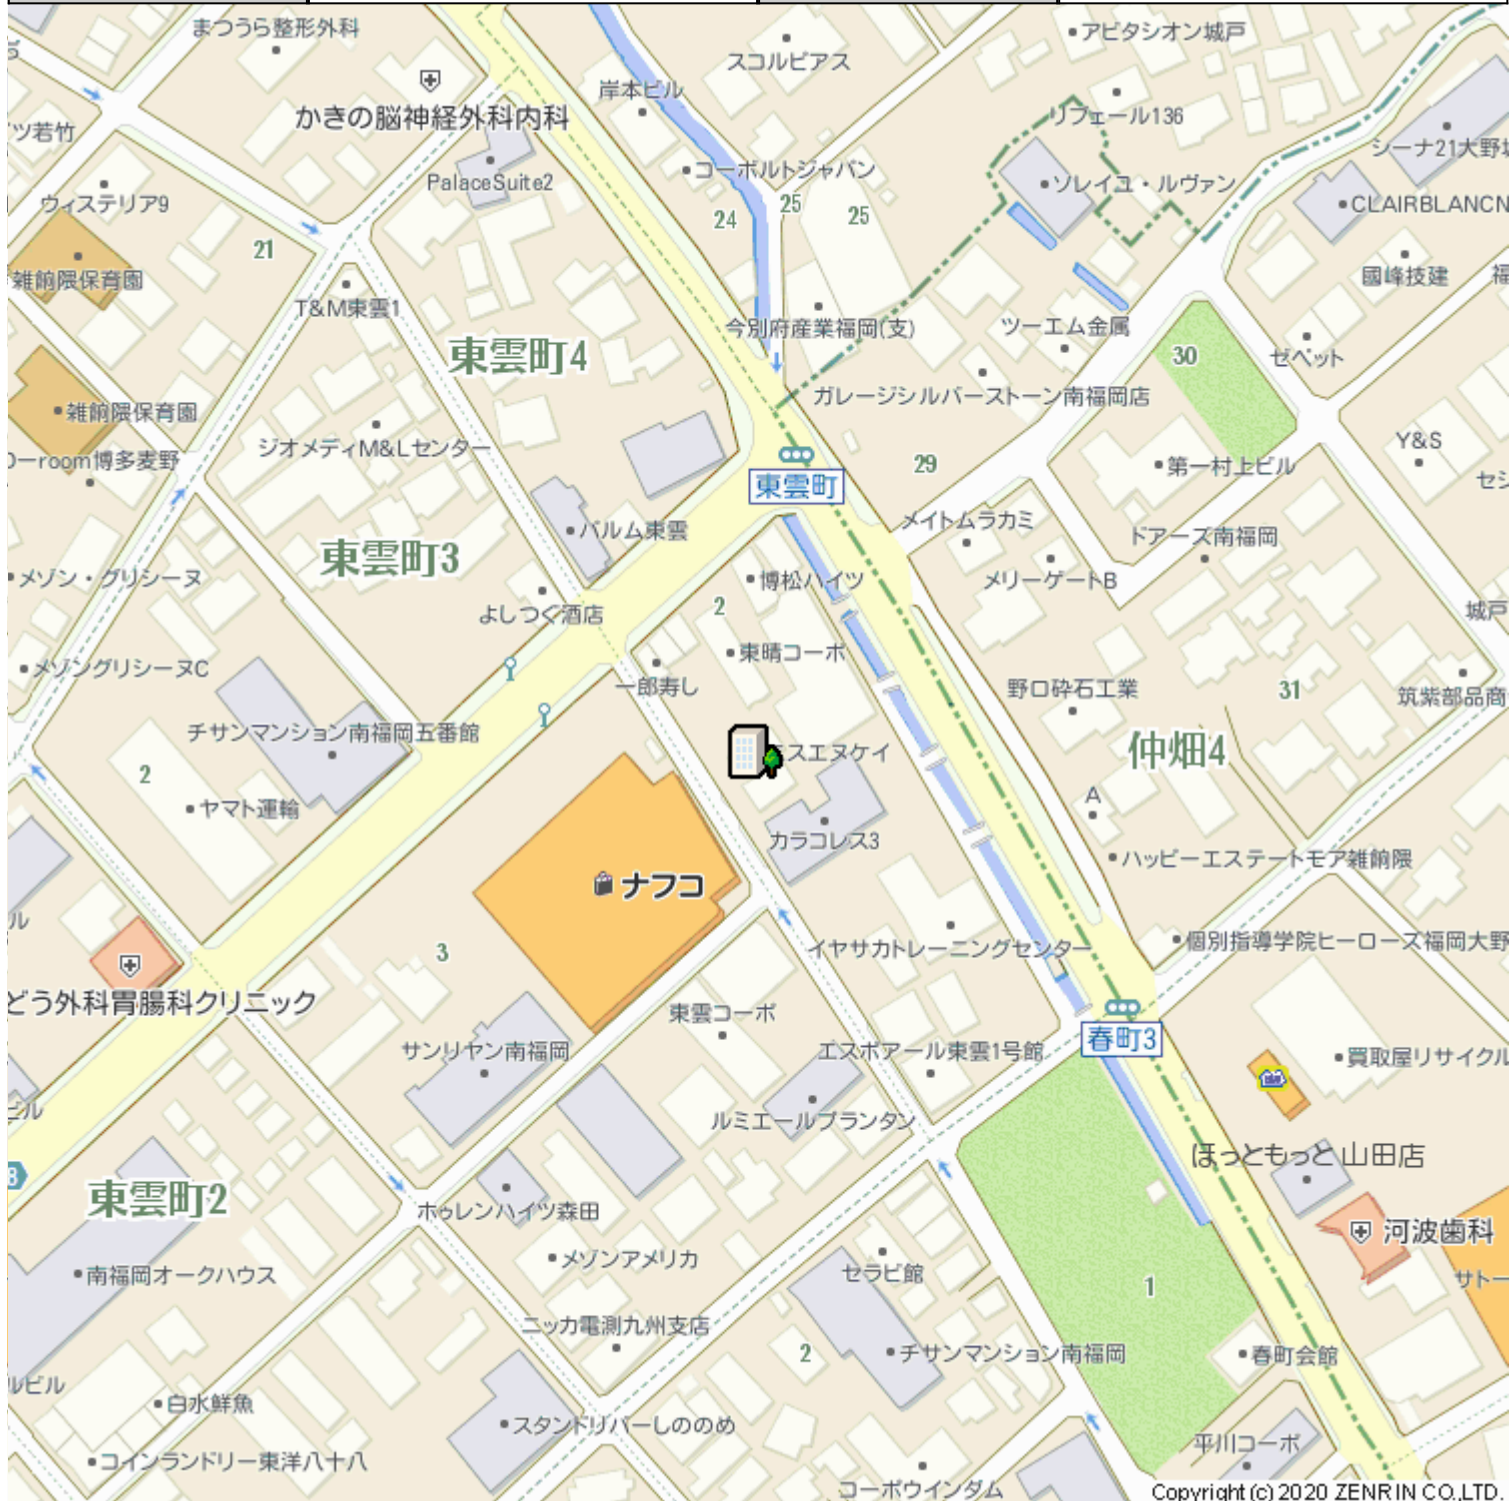 まつうら整形外科
スコルビアス
アビタシオン城戸
岸本ビル
かきの脳神経外科内科
リフェール136
ツ若竹
シーナ21大野城
コーボルトジャパン
PalaceSuite2
ソレイユ・ルヴァン
ウィステリア9
25
CLAIRBLANCN
24
25
21
雑餉隈保育園
國峰技建
福
T&M東雲1
今別府産業福岡(支)
ツーエム金属
東雲町4
30
ゼペット
ガレージシルバーストーン南福岡店
雑餉隈保育園
ジオメディM&Lセンター
Y&S
ローroom博多麦野
29
第一村上ビル
東雲町
セジ
メイトムラカミ
パルム東雲
ドアーズ南福岡
東雲町3
メゾン・グリシーヌ
博松ハイツ
メリーゲートB
2
よしつぐ酒店
城戸
東晴コーポ
メゾングリシーヌC
一郎寿し
野口砕石工業
31
筑紫部品商
チサンマンション南福岡五番館
仲畑4
スエヌケイ
2
A
ヤマト運輸
カラコレス3
ハッピーエステートモア雑餉隈
ナフコ
ル
個別指導学院ヒーローズ福岡大野
3
イヤサカトレーニングセンター
どう外科胃腸科クリニック
東雲コーポ
春町3
サンリヤン南福岡
エスポアール東雲1号館
買取屋リサイクル
ビル
ルミエールプランタン
ほっともっと山田店
東雲町2
ホゥレンハイツ森田
河波歯科
メゾンアメリカ
南福岡オークハウス
セラビ館
サトー
1
ニッカ電測九州支店
2
チサンマンション南福岡
春町会館
ルビル
白水鮮魚
スタンドリバーしののめ
平川コーポ
コインランドリー東洋八十八
コーポウインダム
Copyright (c) 2020 ZENRIN CO.,LTD.